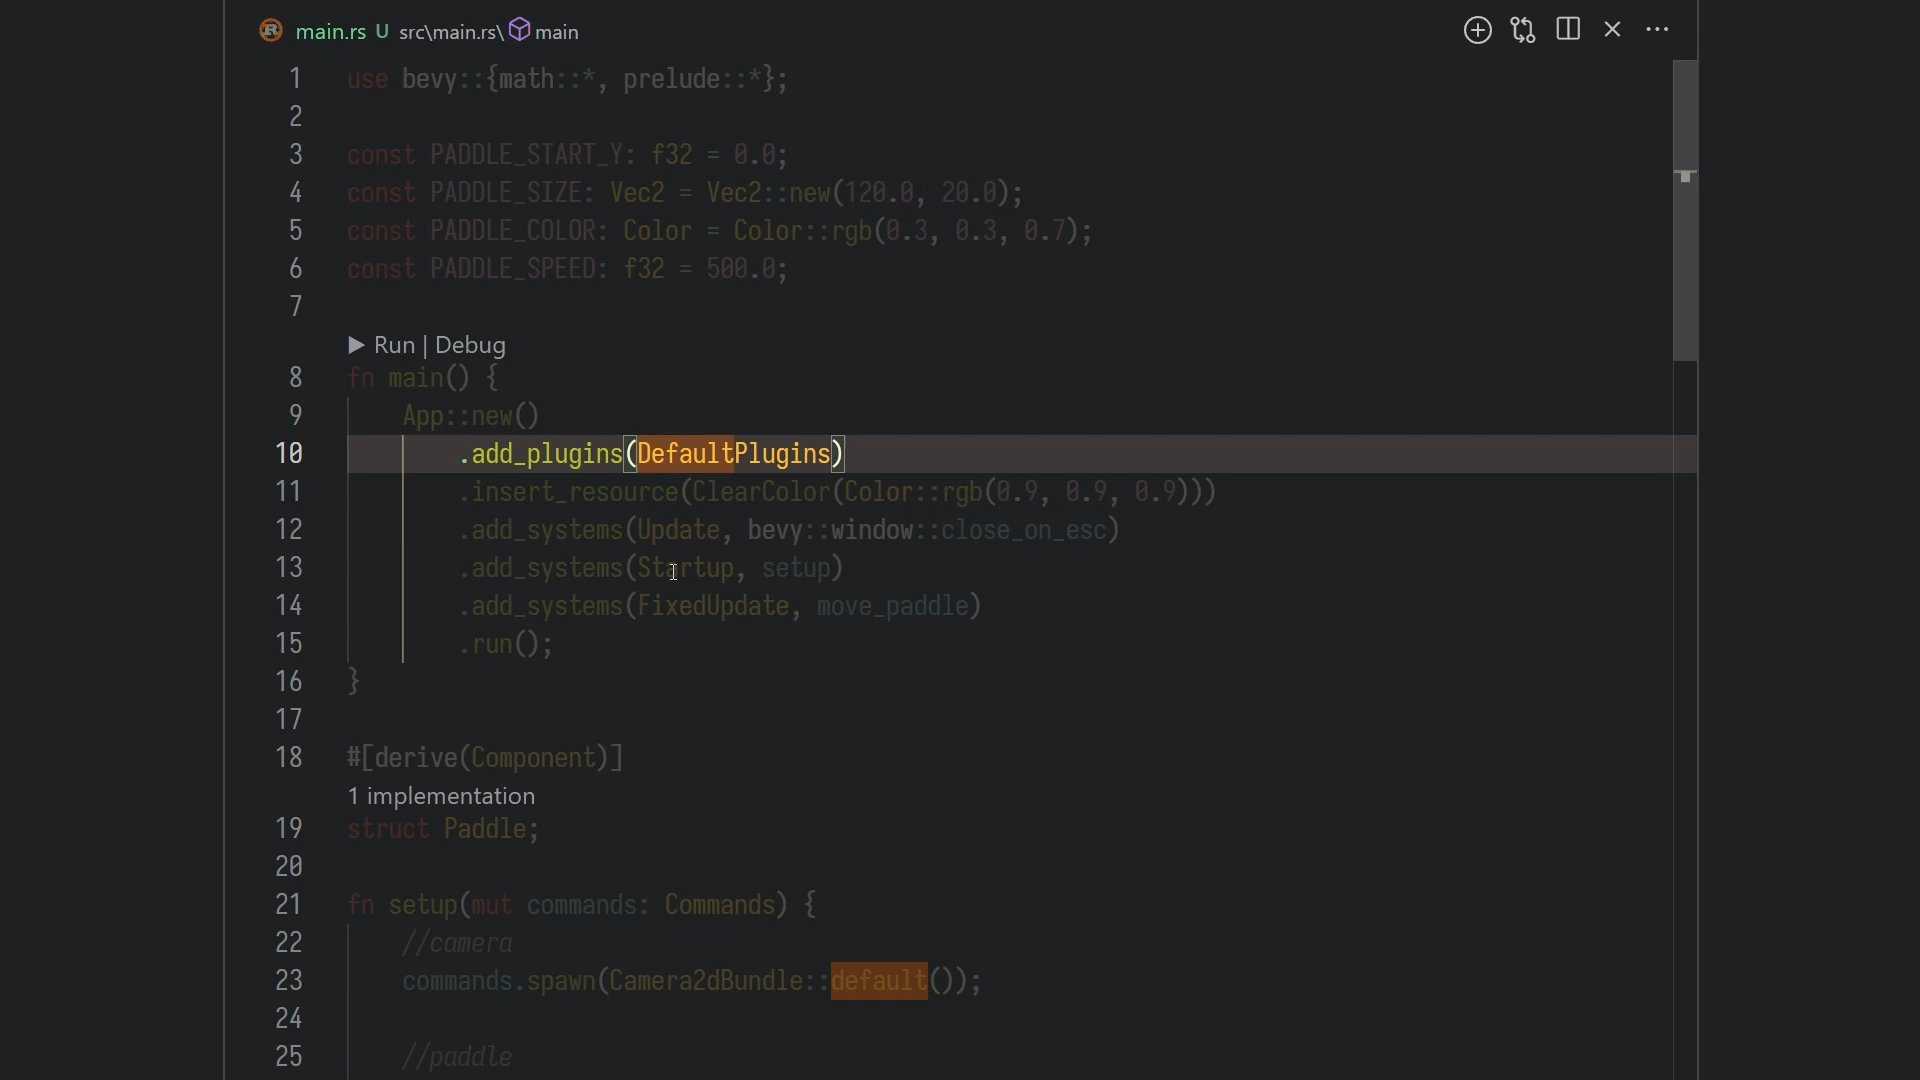 main.rs U src\main.rs\ main
1 use bevy::{math::*, prelude::*};
2
3 const PADDLE_START_Y: f32 = 0.0;
4 const PADDLE_SIZE: Vec2 = Vec2::new(120.0, 20.0);
5 const PADDLE_COLOR: Color = Color::rgb(0.3, 0.3, 0.7);
6 const PADDLE_SPEED: f32 = 500.0;
7
▶ Run | Debug
8 fn main() {
9 App::new()
10 .add_plugins(DefaultPlugins)
11 .insert_resource(ClearColor(Color::rgb(0.9, 0.9, 0.9)))
12 .add_systems(Update, bevy::window::close_on_esc)
13 .add_systems(Startup, setup)
14 .add_systems(FixedUpdate, move_paddle)
15 .run();
16 }
17
18 #[derive(Component)]
1 implementation
19 struct Paddle;
20
21 fn setup(mut commands: Commands) {
22 //camera
23 commands.spawn(Camera2dBundle::default());
24
25 //paddle